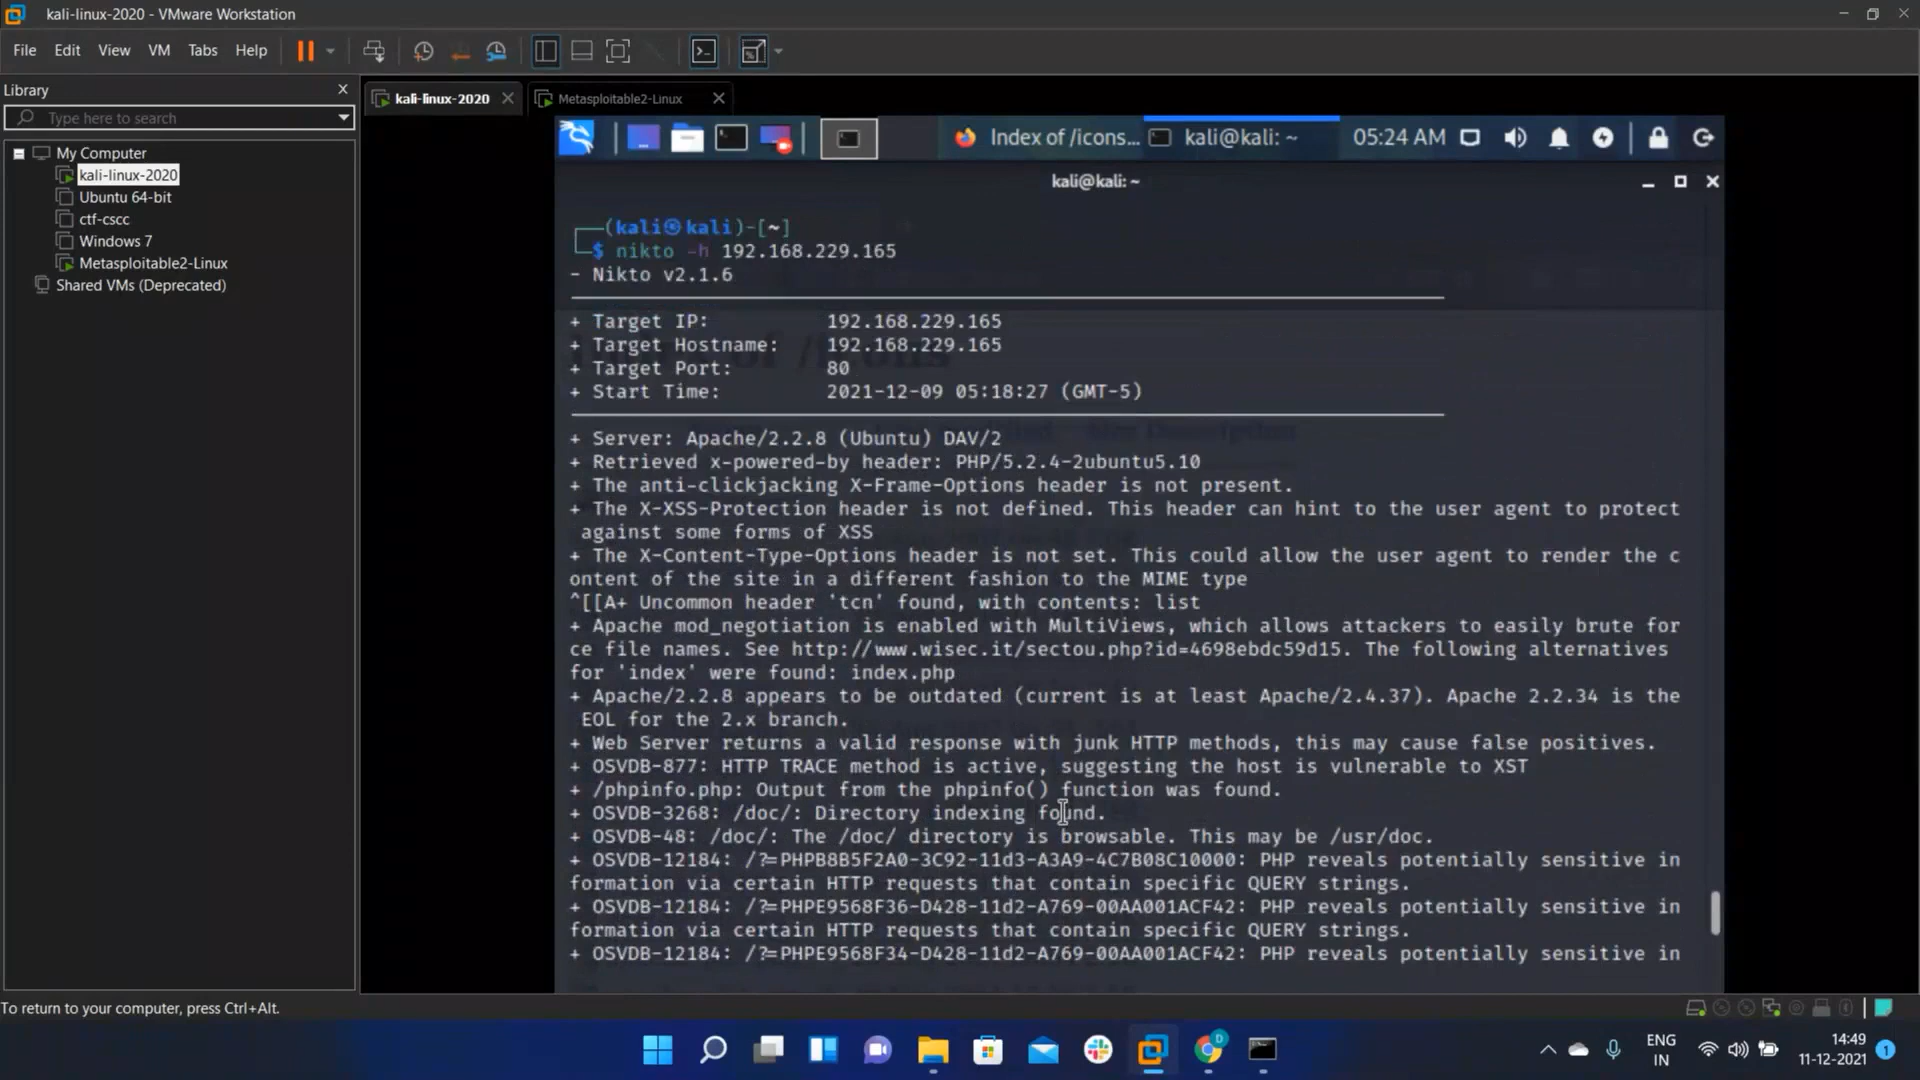 kali-linux-2020 - VMware Workstation
File Edit View VM Tabs Help
Library
Type here to search
My Computer
kali-linux-2020
Ubuntu 64-bit
ctf-cscc
Windows 7
Metasploitable2-Linux
Shared VMs (Deprecated)
kali-linux-2020
Metasploitable2-Linux
Index of /icons...
kali@kali: ~
05:24 AM
kali@kali: ~
┌──(kali㉿kali)-[~]
└─$ nikto -h 192.168.229.165
- Nikto v2.1.6
+ Target IP: 192.168.229.165
+ Target Hostname: 192.168.229.165
+ Target Port: 80
+ Start Time: 2021-12-09 05:18:27 (GMT-5)
+ Server: Apache/2.2.8 (Ubuntu) DAV/2
+ Retrieved x-powered-by header: PHP/5.2.4-2ubuntu5.10
+ The anti-clickjacking X-Frame-Options header is not present.
+ The X-XSS-Protection header is not defined. This header can hint to the user agent to protect
against some forms of XSS
+ The X-Content-Type-Options header is not set. This could allow the user agent to render the c
ontent of the site in a different fashion to the MIME type
^[[A+ Uncommon header 'tcn' found, with contents: list
+ Apache mod_negotiation is enabled with MultiViews, which allows attackers to easily brute for
ce file names. See http://www.wisec.it/sectou.php?id=4698ebdc59d15. The following alternatives
for 'index' were found: index.php
+ Apache/2.2.8 appears to be outdated (current is at least Apache/2.4.37). Apache 2.2.34 is the
EOL for the 2.x branch.
+ Web Server returns a valid response with junk HTTP methods, this may cause false positives.
+ OSVDB-877: HTTP TRACE method is active, suggesting the host is vulnerable to XST
+ /phpinfo.php: Output from the phpinfo() function was found.
+ OSVDB-3268: /doc/: Directory indexing found.
+ OSVDB-48: /doc/: The /doc/ directory is browsable. This may be /usr/doc.
+ OSVDB-12184: /?=PHPB8B5F2A0-3C92-11d3-A3A9-4C7B08C10000: PHP reveals potentially sensitive in
formation via certain HTTP requests that contain specific QUERY strings.
+ OSVDB-12184: /?=PHPE9568F36-D428-11d2-A769-00AA001ACF42: PHP reveals potentially sensitive in
formation via certain HTTP requests that contain specific QUERY strings.
+ OSVDB-12184: /?=PHPE9568F34-D428-11d2-A769-00AA001ACF42: PHP reveals potentially sensitive in
To return to your computer, press Ctrl+Alt.
ENG
IN
14:49
11-12-2021
1
D